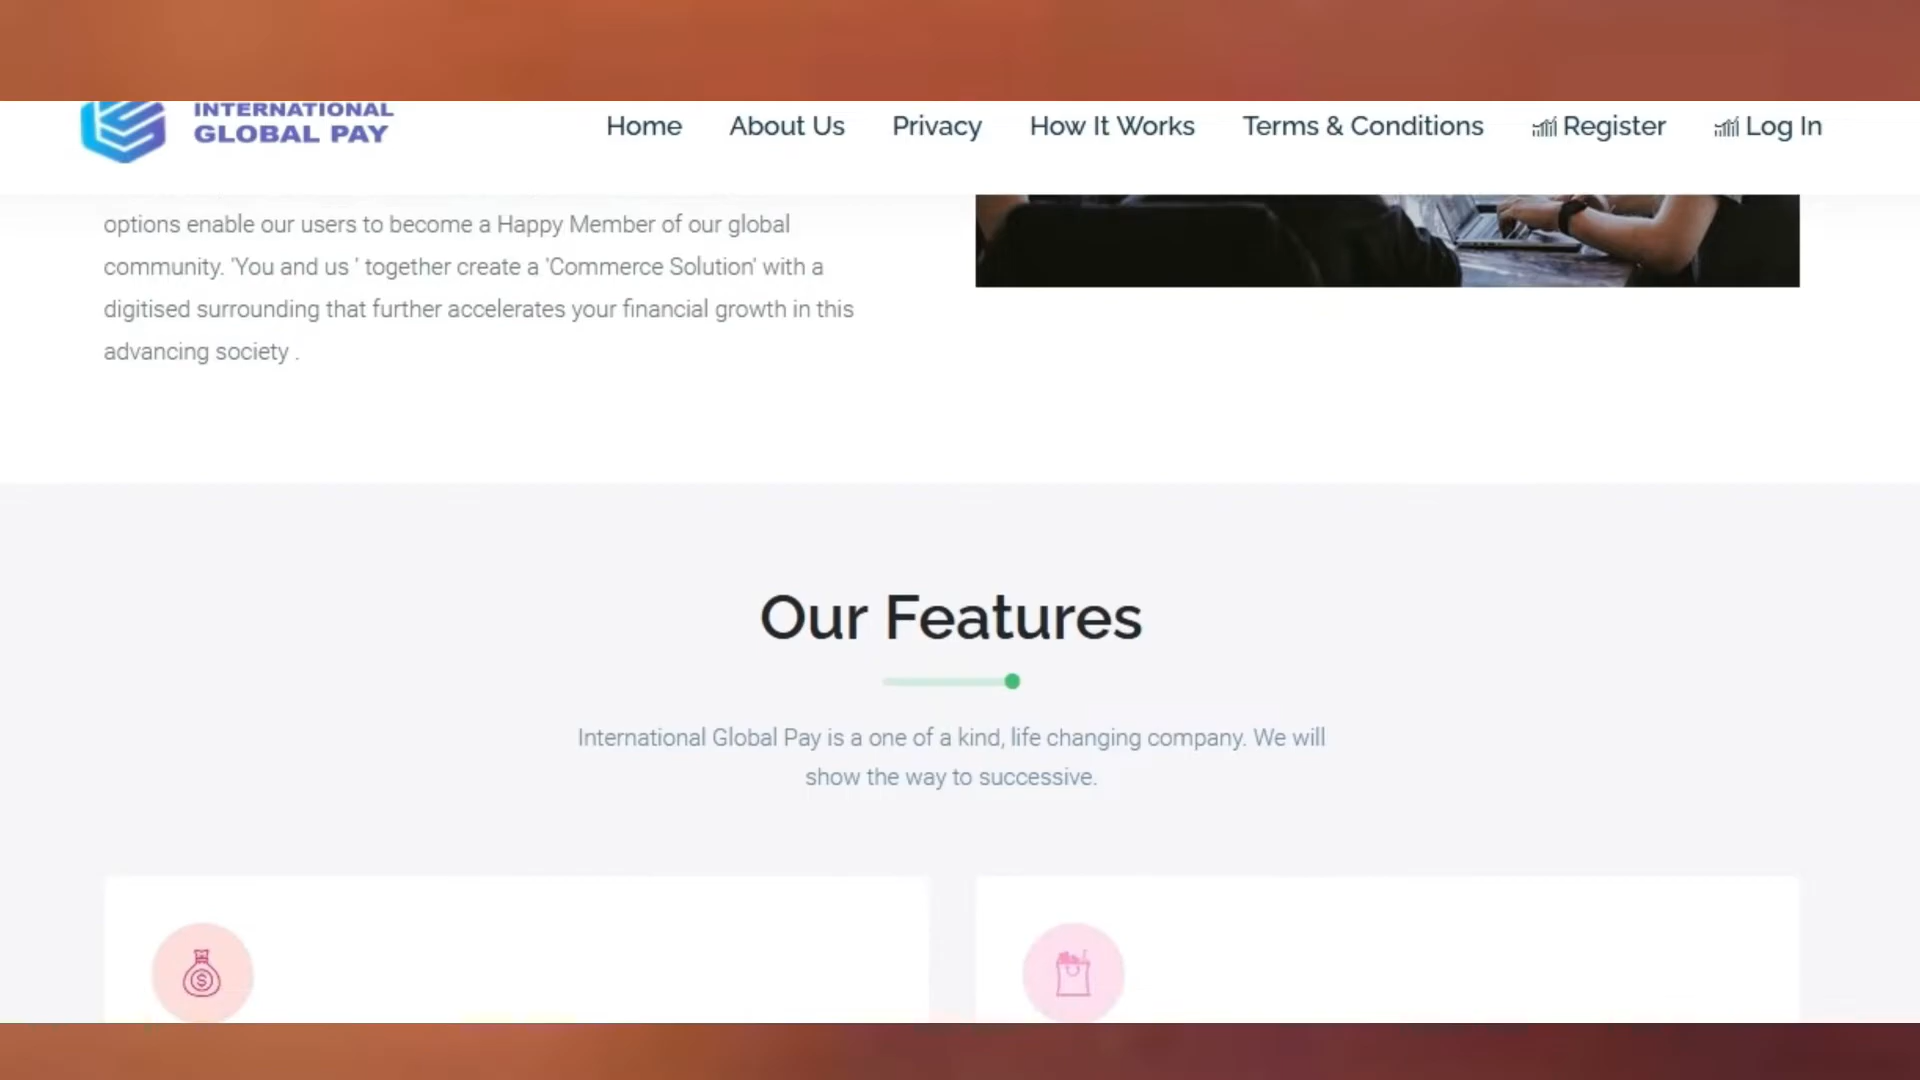 INTERNATIONAL
GLOBAL PAY
Home About Us Privacy How It Works Terms & Conditions Register Log In
options enable our users to become a Happy Member of our global
community. 'You and us ' together create a 'Commerce Solution' with a
digitised surrounding that further accelerates your financial growth in this
advancing society .
Our Features
International Global Pay is a one of a kind, life changing company. We will
show the way to successive.